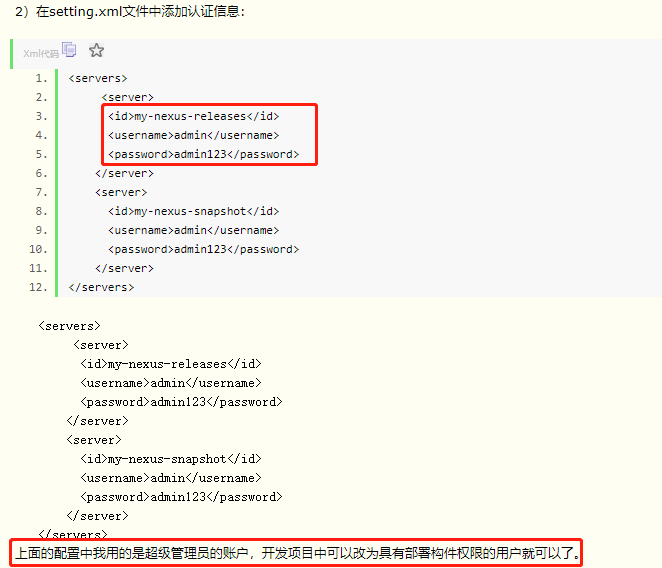 2）在setting.xml文件中添加认证信息：
Xml代码
1. <servers>
2. <server>
3. <id>my-nexus-releases</id>
4. <username>admin</username>
5. <password>admin123</password>
6. </server>
7. <server>
8. <id>my-nexus-snapshot</id>
9. <username>admin</username>
10. <password>admin123</password>
11. </server>
12. </servers>
<servers>
<server>
<id>my-nexus-releases</id>
<username>admin</username>
<password>admin123</password>
</server>
<server>
<id>my-nexus-snapshot</id>
<username>admin</username>
<password>admin123</password>
</server>
</servers>
上面的配置中我用的是超级管理员的账户，开发项目中可以改为具有部署构件权限的用户就可以了。